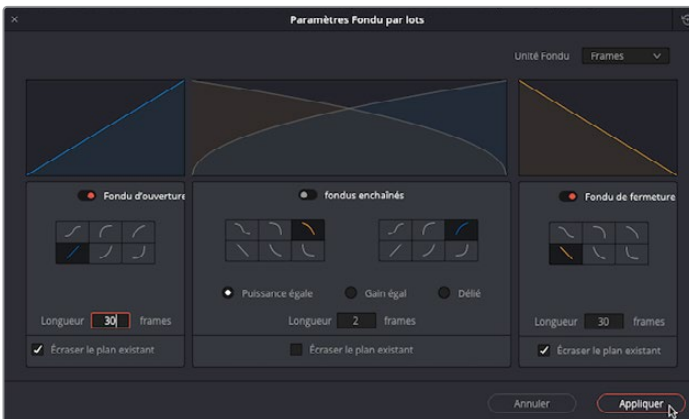 Paramètres Fondu par lots
Unité Fondu Frames
Fondu d'ouverture
Longueur 30 frames
Écraser le plan existant
fondus enchaînés
Puissance égale Gain égal Délié
Longueur 2 frames
Écraser le plan existant
Fondu de fermeture
Longueur 30 frames
Écraser le plan existant
Annuler Appliquer